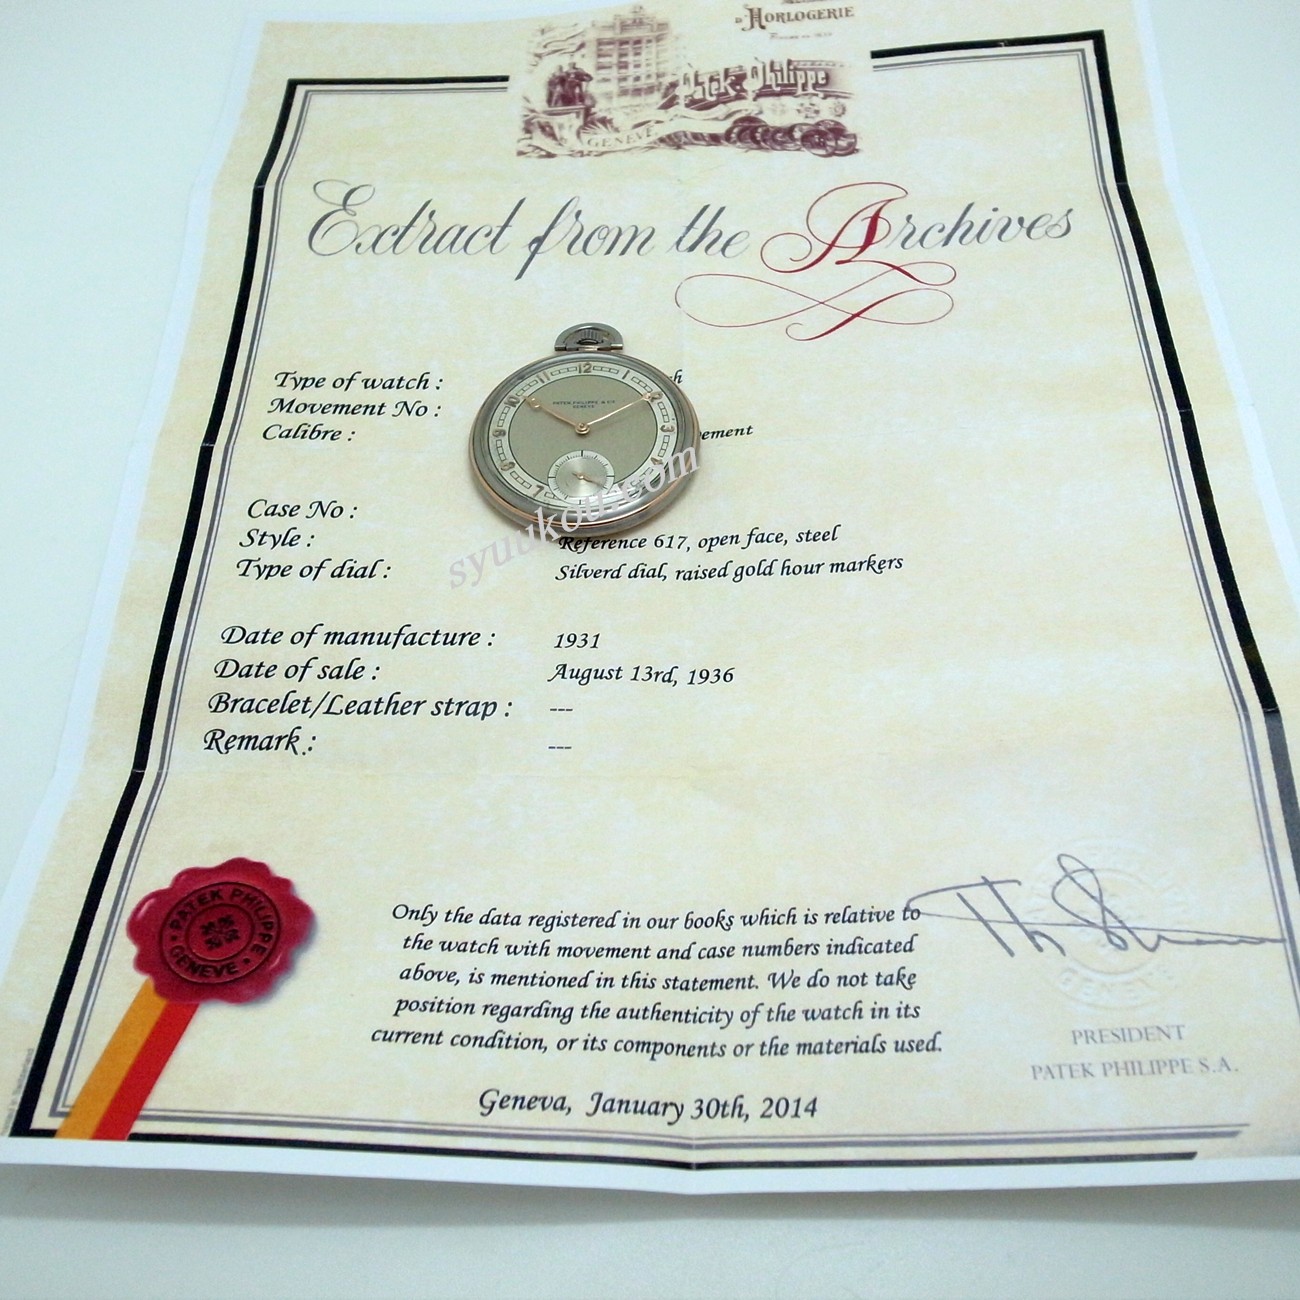 D'HORLOGERIE
Patek Philippe
GENÈVE
Extract from the Archives
Type of watch :
Movement No :
Calibre : ement
Case No :
Style : Reference 617, open face, steel
Type of dial : Silverd dial, raised gold hour markers
Date of manufacture : 1931
Date of sale : August 13rd, 1936
Bracelet/Leather strap : ---
Remark : ---
12
PATEK PHILIPPE & Co
GENEVE
syuukou.com
PATEK PHILIPPE
GENEVE
Only the data registered in our books which is relative to
the watch with movement and case numbers indicated
above, is mentioned in this statement. We do not take
position regarding the authenticity of the watch in its
current condition, or its components or the materials used.
Geneva, January 30th, 2014
PRESIDENT
PATEK PHILIPPE S.A.